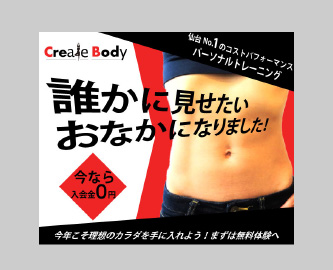 Create Body
仙台No.1のコストパフォーマンス
パーソナルトレーニング
誰かに見せたい
おなかになりました!
今なら
入会金0円
今年こそ理想のカラダを手に入れよう!まずは無料体験へ